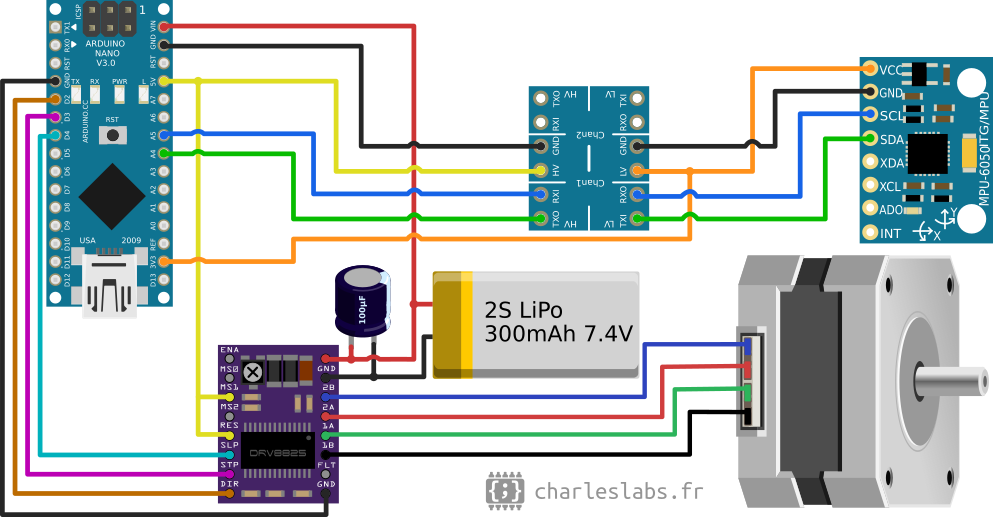 ICSP
1
TX1
VIN
RX0
GND
ARDUINO
NANO
V3.0
RST
RST
GND
TX
RX
PWR
L
5V
D2
A7
D3
A6
ARDUINO.CC
RST
D4
A5
D5
A4
D6
A3
D7
A2
D8
A1
D9
A0
D10
USA
2009
REF
D11
3V3
D12
D13
TXO
HV
LV
TXI
RXI
RXO
GND
Chan2
GND
HV
LV
Chan1
RXI
RXO
TXO
HV
LV
TXI
VCC
GND
SCL
SDA
XDA
XCL
ADO
INT
MPU-6050
ITG/MPU
Y
X
100µF
2S LiPo
300mAh 7.4V
ENA
MS0
GND
MS1
2B
MS2
2A
RES
1A
SLP
1B
DRV8825
STP
FLT
DIR
GND
{;} charleslabs.fr